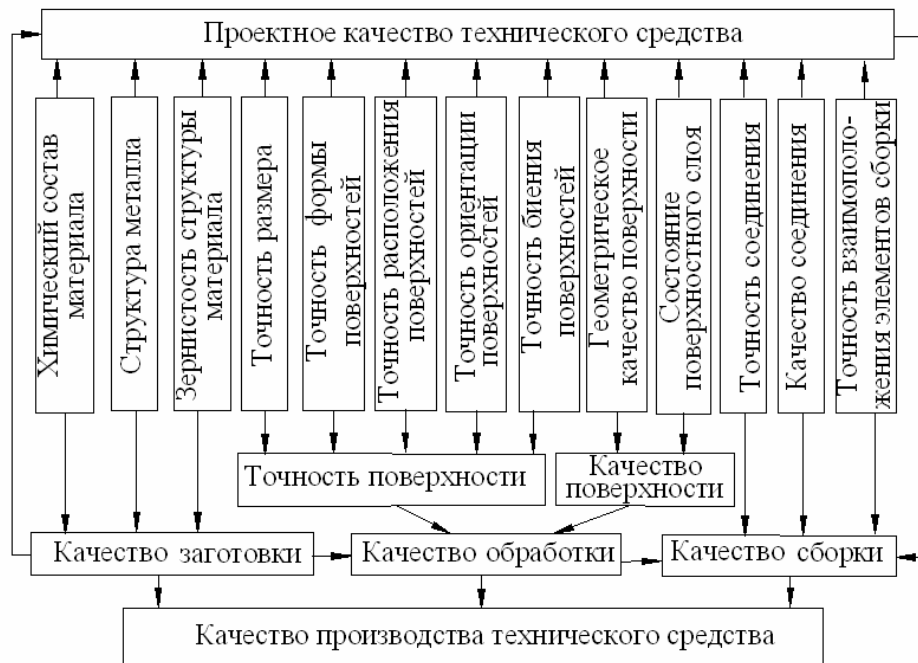 Проектное качество технического средства
Химический состав
материала
Структура металла
Зернистость структуры
материала
Точность размера
Точность формы
поверхностей
Точность расположения
поверхностей
Точность ориентации
поверхностей
Точность биения
поверхностей
Геометрическое
качество поверхности
Состояние
поверхностного слоя
Точность соединения
Качество соединения
Точность взаимополо-
жения элементов сборки
Точность поверхности
Качество
поверхности
Качество заготовки
Качество обработки
Качество сборки
Качество производства технического средства